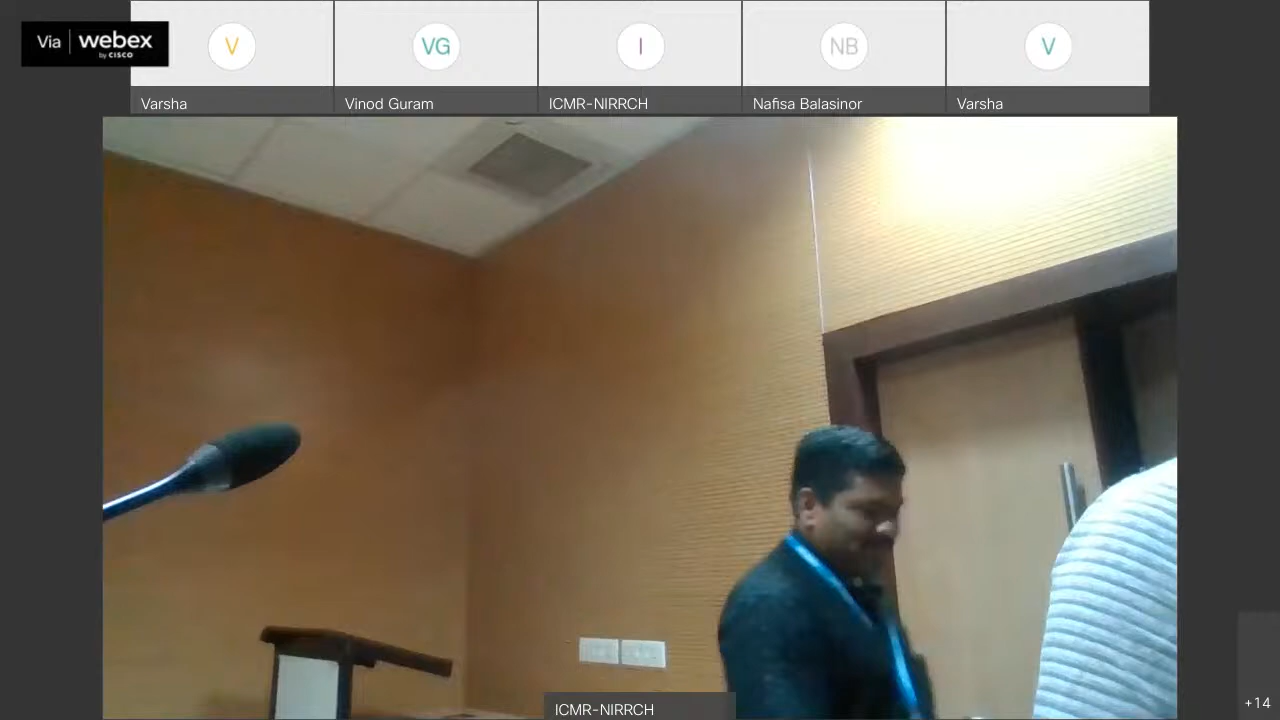 Via webex
by CISCO
V
VG
I
NB
V
Varsha
Vinod Guram
ICMR-NIRRCH
Nafisa Balasinor
Varsha
ICMR-NIRRCH
+14